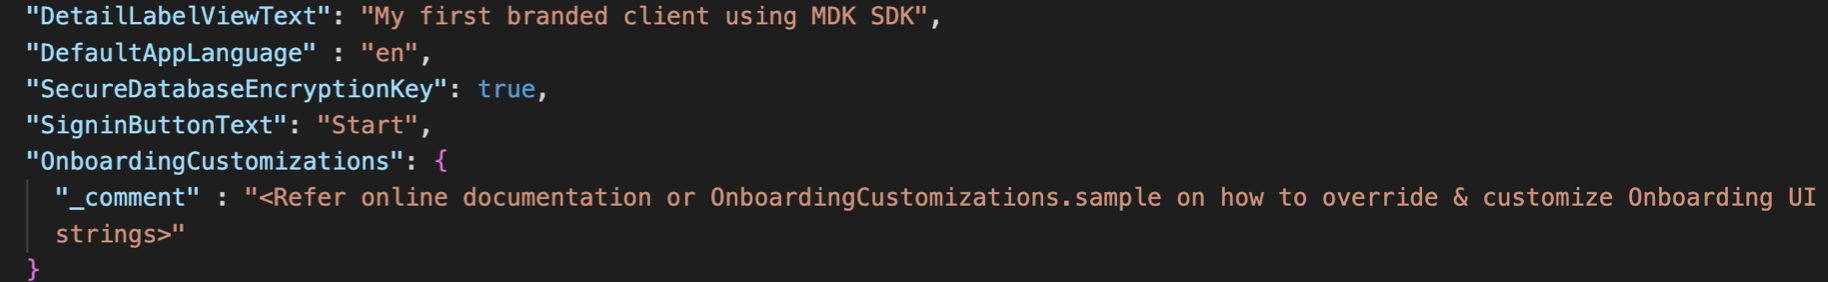 "DetailLabelViewText": "My first branded client using MDK SDK",
"DefaultAppLanguage" : "en",
"SecureDatabaseEncryptionKey": true,
"SigninButtonText": "Start",
"OnboardingCustomizations": {
"_comment" : "<Refer online documentation or OnboardingCustomizations.sample on how to override & customize Onboarding UI
strings>"
}